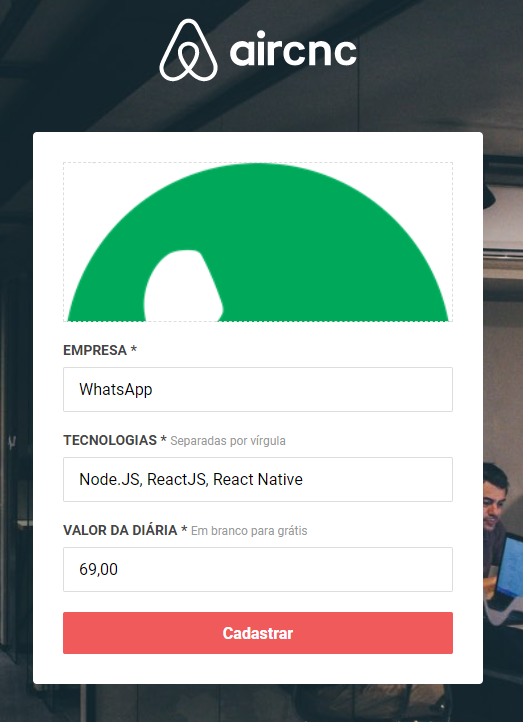 aircnc
EMPRESA *
WhatsApp
TECNOLOGIAS * Separadas por vírgula
Node.JS, ReactJS, React Native
VALOR DA DIÁRIA * Em branco para grátis
69,00
Cadastrar